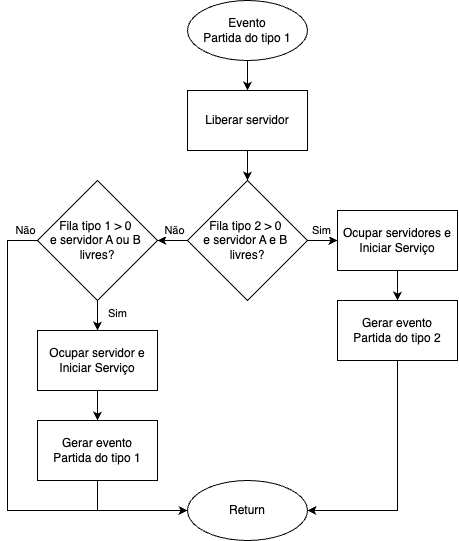 Evento
Partida do tipo 1
Liberar servidor
Fila tipo 1 > 0
e servidor A ou B
livres?
Não
Não
Fila tipo 2 > 0
e servidor A e B
livres?
Sim
Ocupar servidores e
Iniciar Serviço
Sim
Gerar evento
Partida do tipo 2
Ocupar servidor e
Iniciar Serviço
Gerar evento
Partida do tipo 1
Return